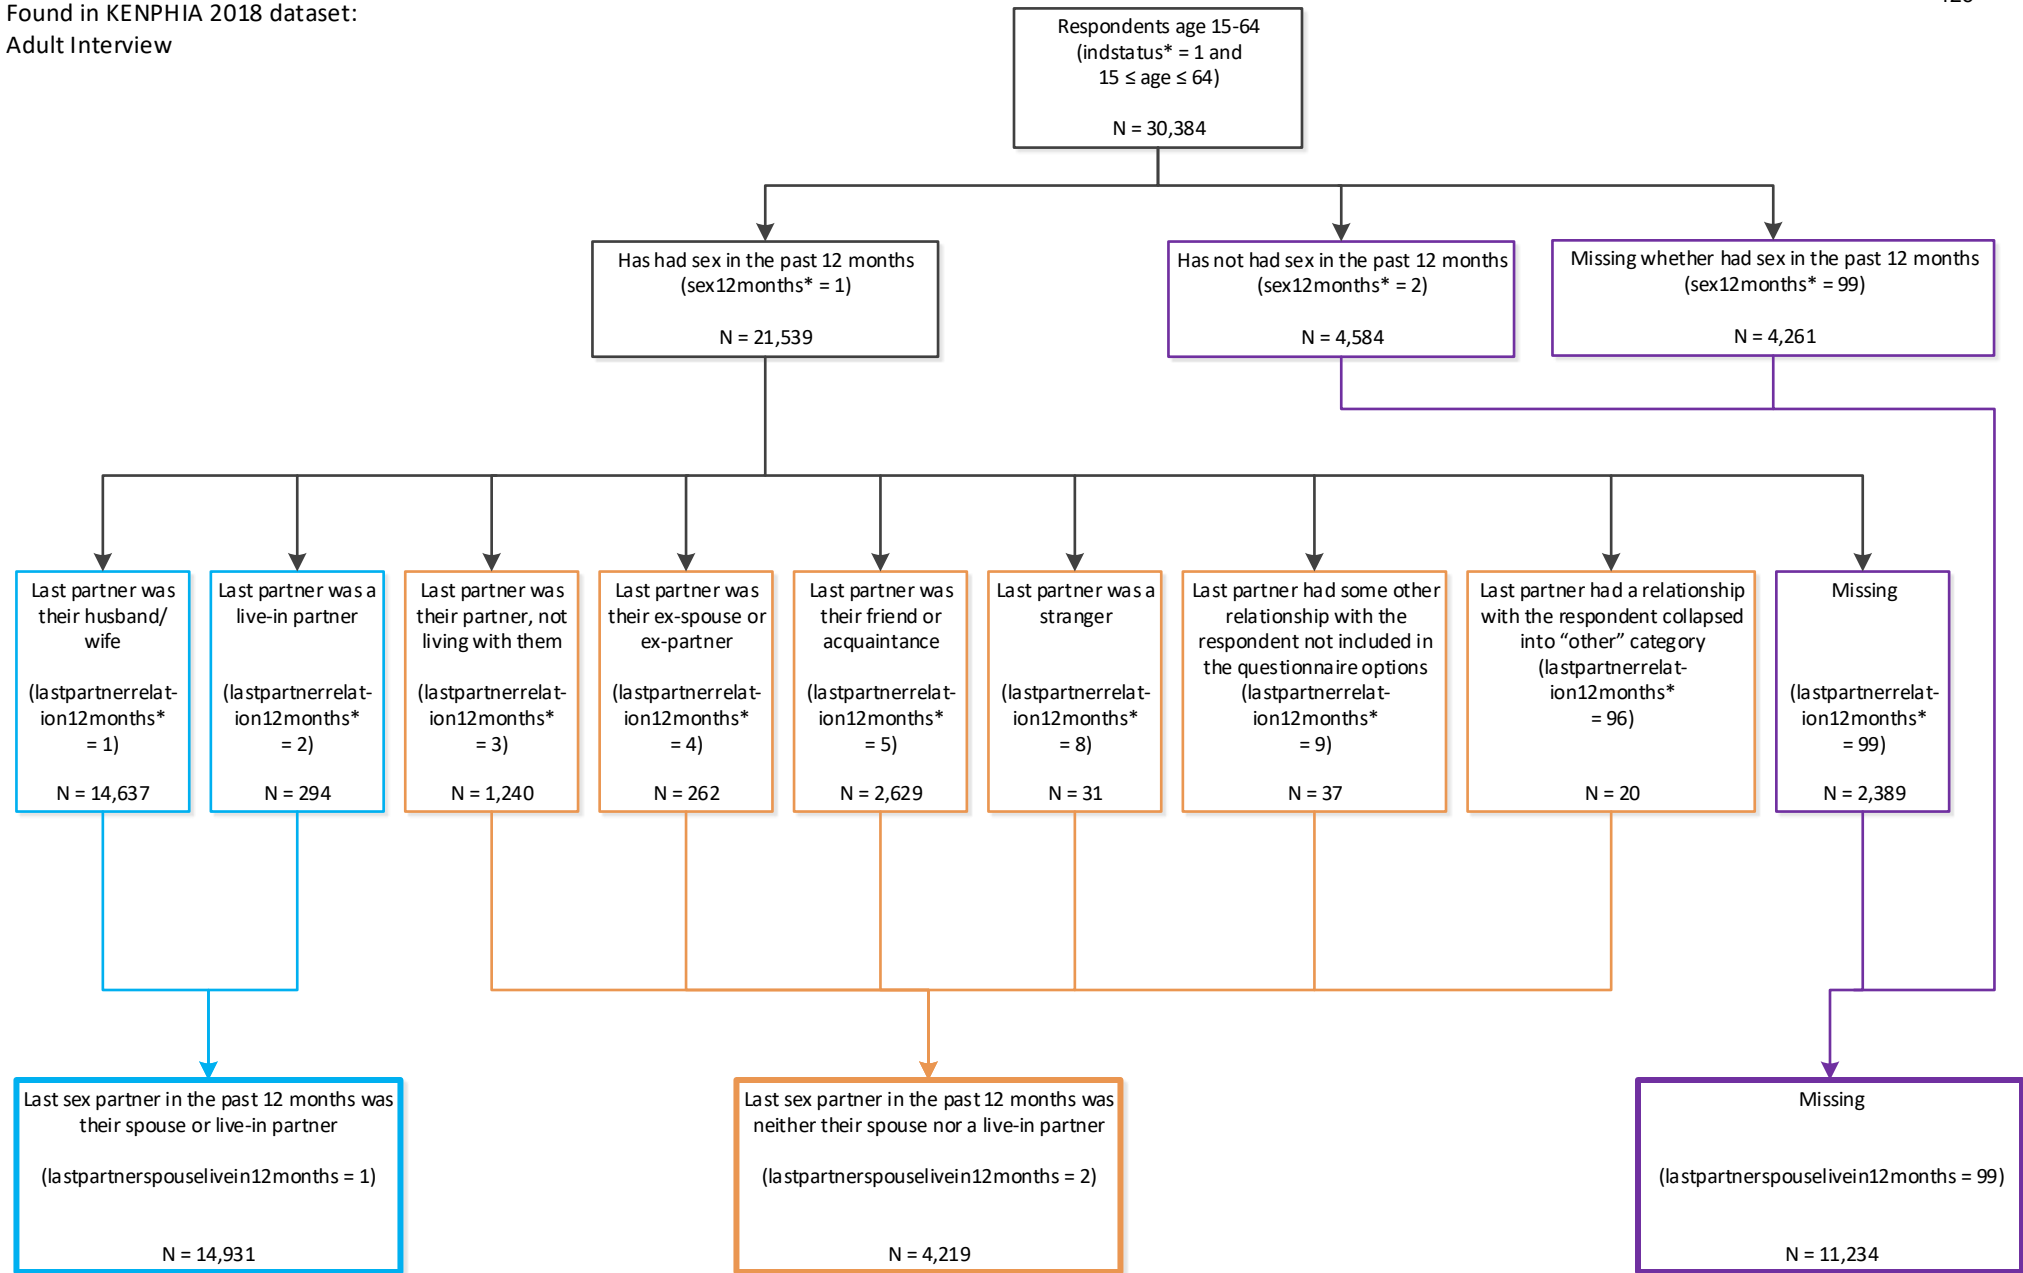 Found in KENPHIA 2018 dataset:
Adult Interview
Respondents age 15-64
(indstatus* = 1 and
15 ≤ age ≤ 64)
N = 30,384
Has had sex in the past 12 months
(sex12months* = 1)
N = 21,539
Has not had sex in the past 12 months
(sex12months* = 2)
N = 4,584
Missing whether had sex in the past 12 months
(sex12months* = 99)
N = 4,261
Last partner was
their husband/
wife
(lastpartnerrelat-
ion12months*
= 1)
N = 14,637
Last partner was a
live-in partner
(lastpartnerrelat-
ion12months*
= 2)
N = 294
Last partner was
their partner, not
living with them
(lastpartnerrelat-
ion12months*
= 3)
N = 1,240
Last partner was
their ex-spouse or
ex-partner
(lastpartnerrelat-
ion12months*
= 4)
N = 262
Last partner was
their friend or
acquaintance
(lastpartnerrelat-
ion12months*
= 5)
N = 2,629
Last partner was a
stranger
(lastpartnerrelat-
ion12months*
= 8)
N = 31
Last partner had some other
relationship with the
respondent not included in
the questionnaire options
(lastpartnerrelat-
ion12months*
= 9)
N = 37
Last partner had a relationship
with the respondent collapsed
into “other” category
(lastpartnerrelat-
ion12months*
= 96)
N = 20
Missing
(lastpartnerrelat-
ion12months*
= 99)
N = 2,389
Last sex partner in the past 12 months was
their spouse or live-in partner
(lastpartnerspouselivein12months = 1)
N = 14,931
Last sex partner in the past 12 months was
neither their spouse nor a live-in partner
(lastpartnerspouselivein12months = 2)
N = 4,219
Missing
(lastpartnerspouselivein12months = 99)
N = 11,234